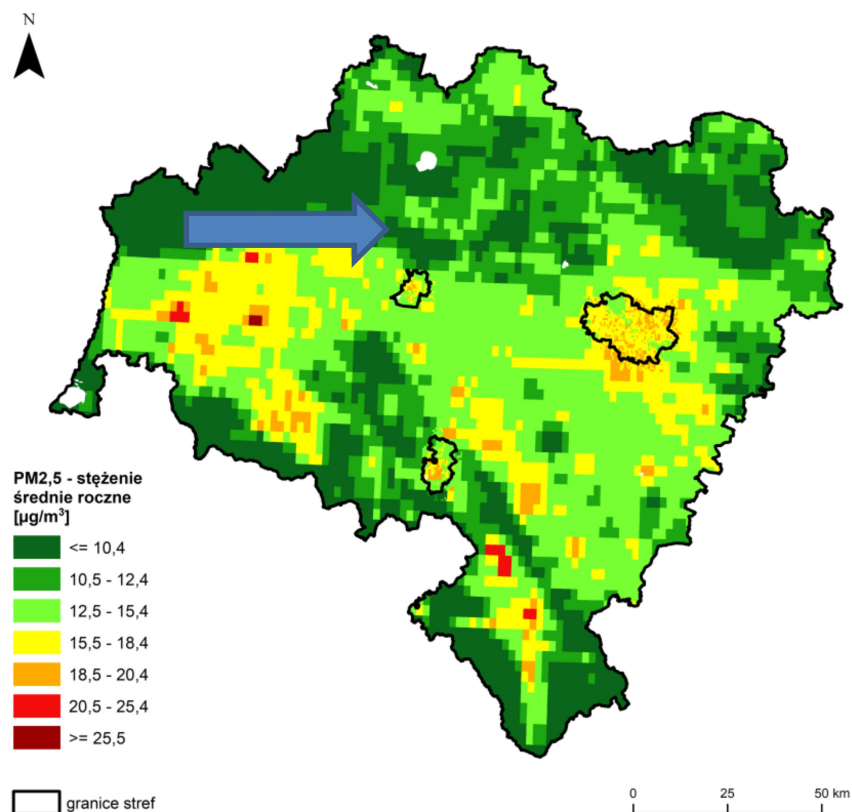 N
PM2,5 - stężenie
średnie roczne
[µg/m³]
<= 10,4
10,5 - 12,4
12,5 - 15,4
15,5 - 18,4
18,5 - 20,4
20,5 - 25,4
>= 25,5
granice stref
0 25 50 km